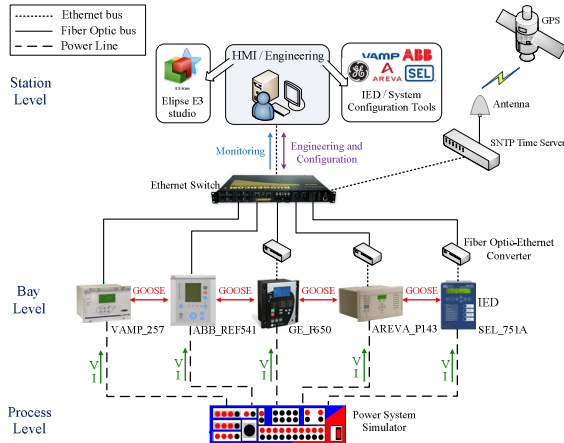 Ethernet bus
Fiber Optic bus
Power Line
GPS
Station
Level
E3
Elipse E3
studio
HMI / Engineering
VAMP ABB
GE
AREVA SEL
IED / System
Configuration Tools
Antenna
SNTP Time Server
Monitoring
Engineering and
Configuration
Ethernet Switch
Fiber Optic-Ethernet
Converter
Bay
Level
GOOSE
GOOSE
GOOSE
GOOSE
IED
VAMP_257
ABB_REF541
GE_F650
AREVA_P143
SEL_751A
V
I
V
I
V
I
V
I
V
I
Process
Level
Power System
Simulator